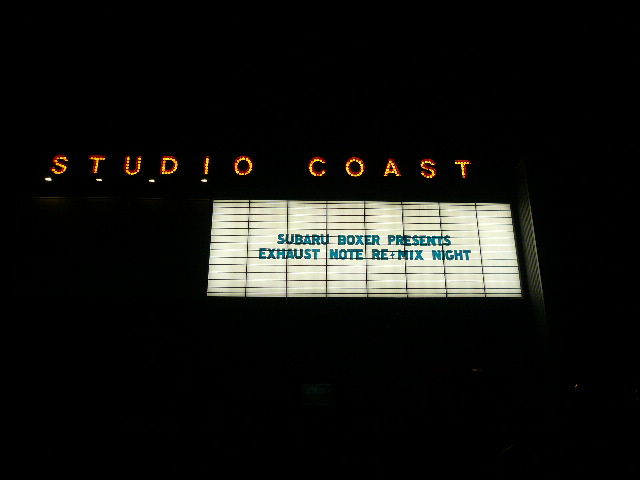 STUDIO COAST
SUBARU BOXER PRESENTS
EXHAUST NOTE RE-MIX NIGHT